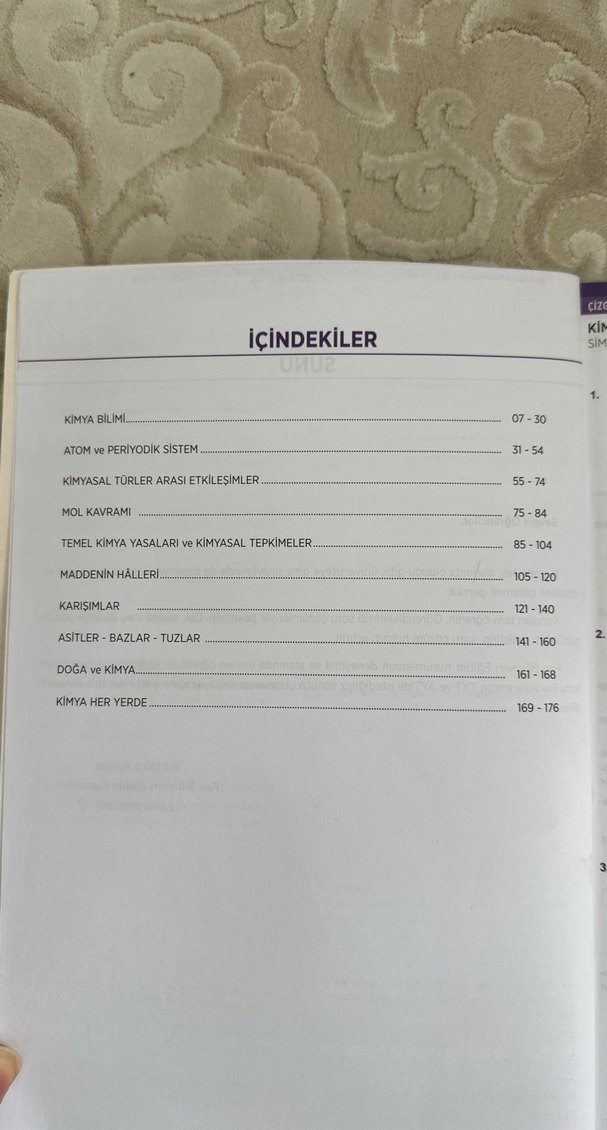 İÇİNDEKİLER
KİMYA BİLİMİ 07 - 30
ATOM ve PERİYODİK SİSTEM 31 - 54
KİMYASAL TÜRLER ARASI ETKİLEŞİMLER 55 - 74
MOL KAVRAMI 75 - 84
TEMEL KİMYA YASALARI ve KİMYASAL TEPKİMELER 85 - 104
MADDENİN HÂLLERİ 105 - 120
KARIŞIMLAR 121 - 140
ASİTLER - BAZLAR - TUZLAR 141 - 160
DOĞA ve KİMYA 161 - 168
KİMYA HER YERDE 169 - 176
1.
2.
3.